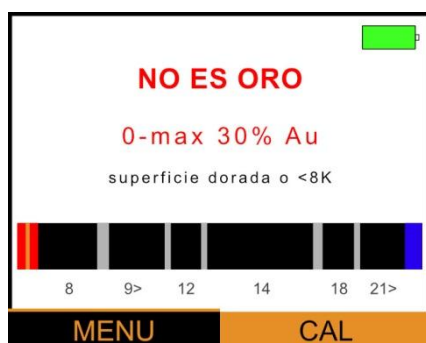 NO ES ORO
0-max 30% Au
superficie dorada o <8K
8 9> 12 14 18 21>
MENU CAL